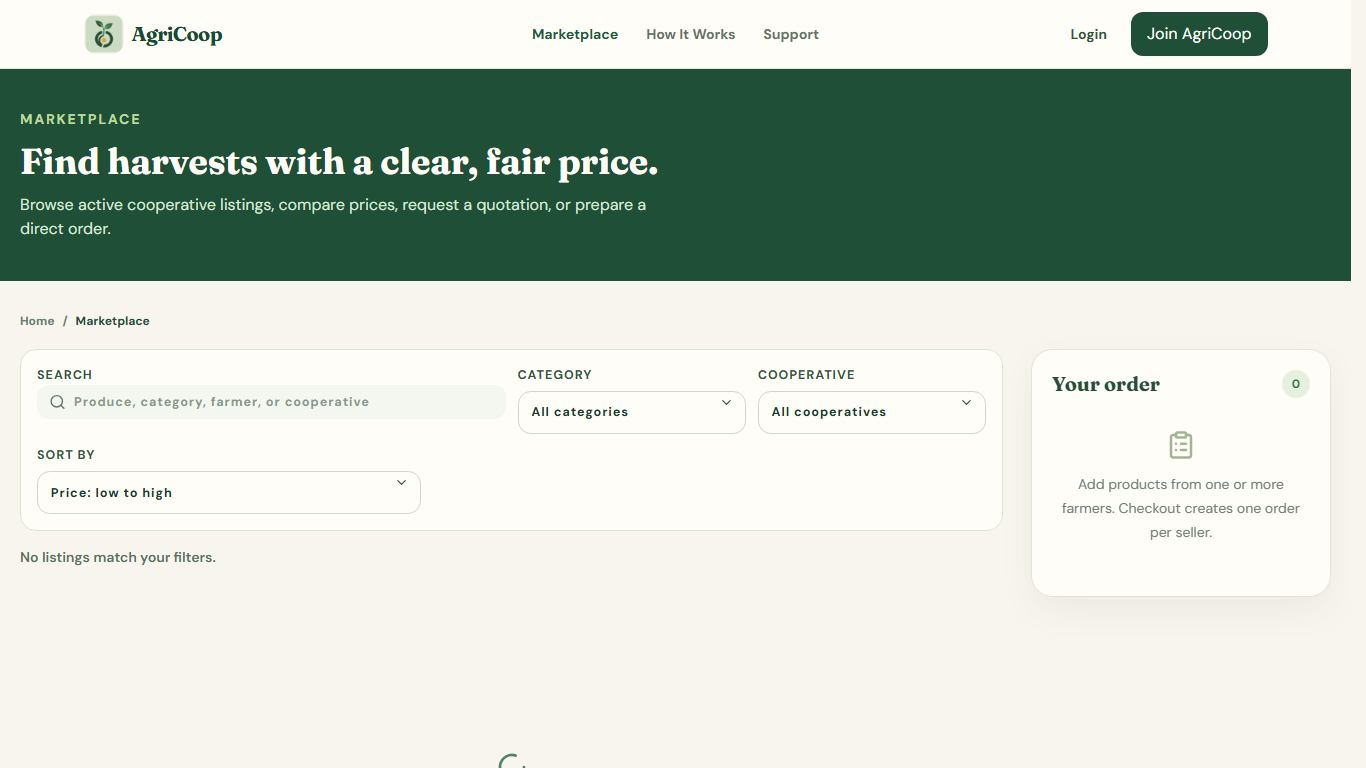 AgriCoop
Marketplace
How It Works
Support
Login
Join AgriCoop
MARKETPLACE
Find harvests with a clear, fair price.
Browse active cooperative listings, compare prices, request a quotation, or prepare a
direct order.
Home / Marketplace
SEARCH
Produce, category, farmer, or cooperative
CATEGORY
All categories
COOPERATIVE
All cooperatives
SORT BY
Price: low to high
No listings match your filters.
Your order
0
Add products from one or more
farmers. Checkout creates one order
per seller.